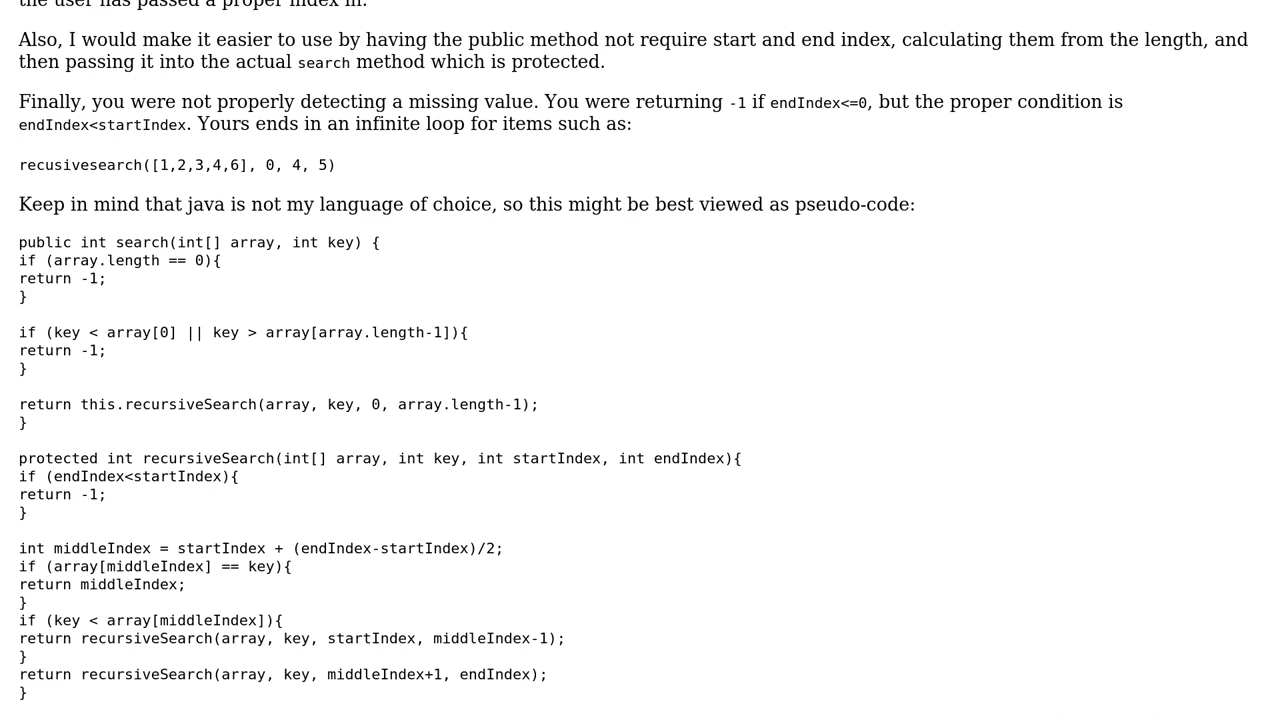 the user has passed a proper index in.
Also, I would make it easier to use by having the public method not require start and end index, calculating them from the length, and
then passing it into the actual search method which is protected.
Finally, you were not properly detecting a missing value. You were returning -1 if endIndex<=0, but the proper condition is
endIndex<startIndex. Yours ends in an infinite loop for items such as:
recusivesearch([1,2,3,4,6], 0, 4, 5)
Keep in mind that java is not my language of choice, so this might be best viewed as pseudo-code:
public int search(int[] array, int key) {
if (array.length == 0){
return -1;
}
if (key < array[0] || key > array[array.length-1]){
return -1;
}
return this.recursiveSearch(array, key, 0, array.length-1);
}
protected int recursiveSearch(int[] array, int key, int startIndex, int endIndex){
if (endIndex<startIndex){
return -1;
}
int middleIndex = startIndex + (endIndex-startIndex)/2;
if (array[middleIndex] == key){
return middleIndex;
}
if (key < array[middleIndex]){
return recursiveSearch(array, key, startIndex, middleIndex-1);
}
return recursiveSearch(array, key, middleIndex+1, endIndex);
}